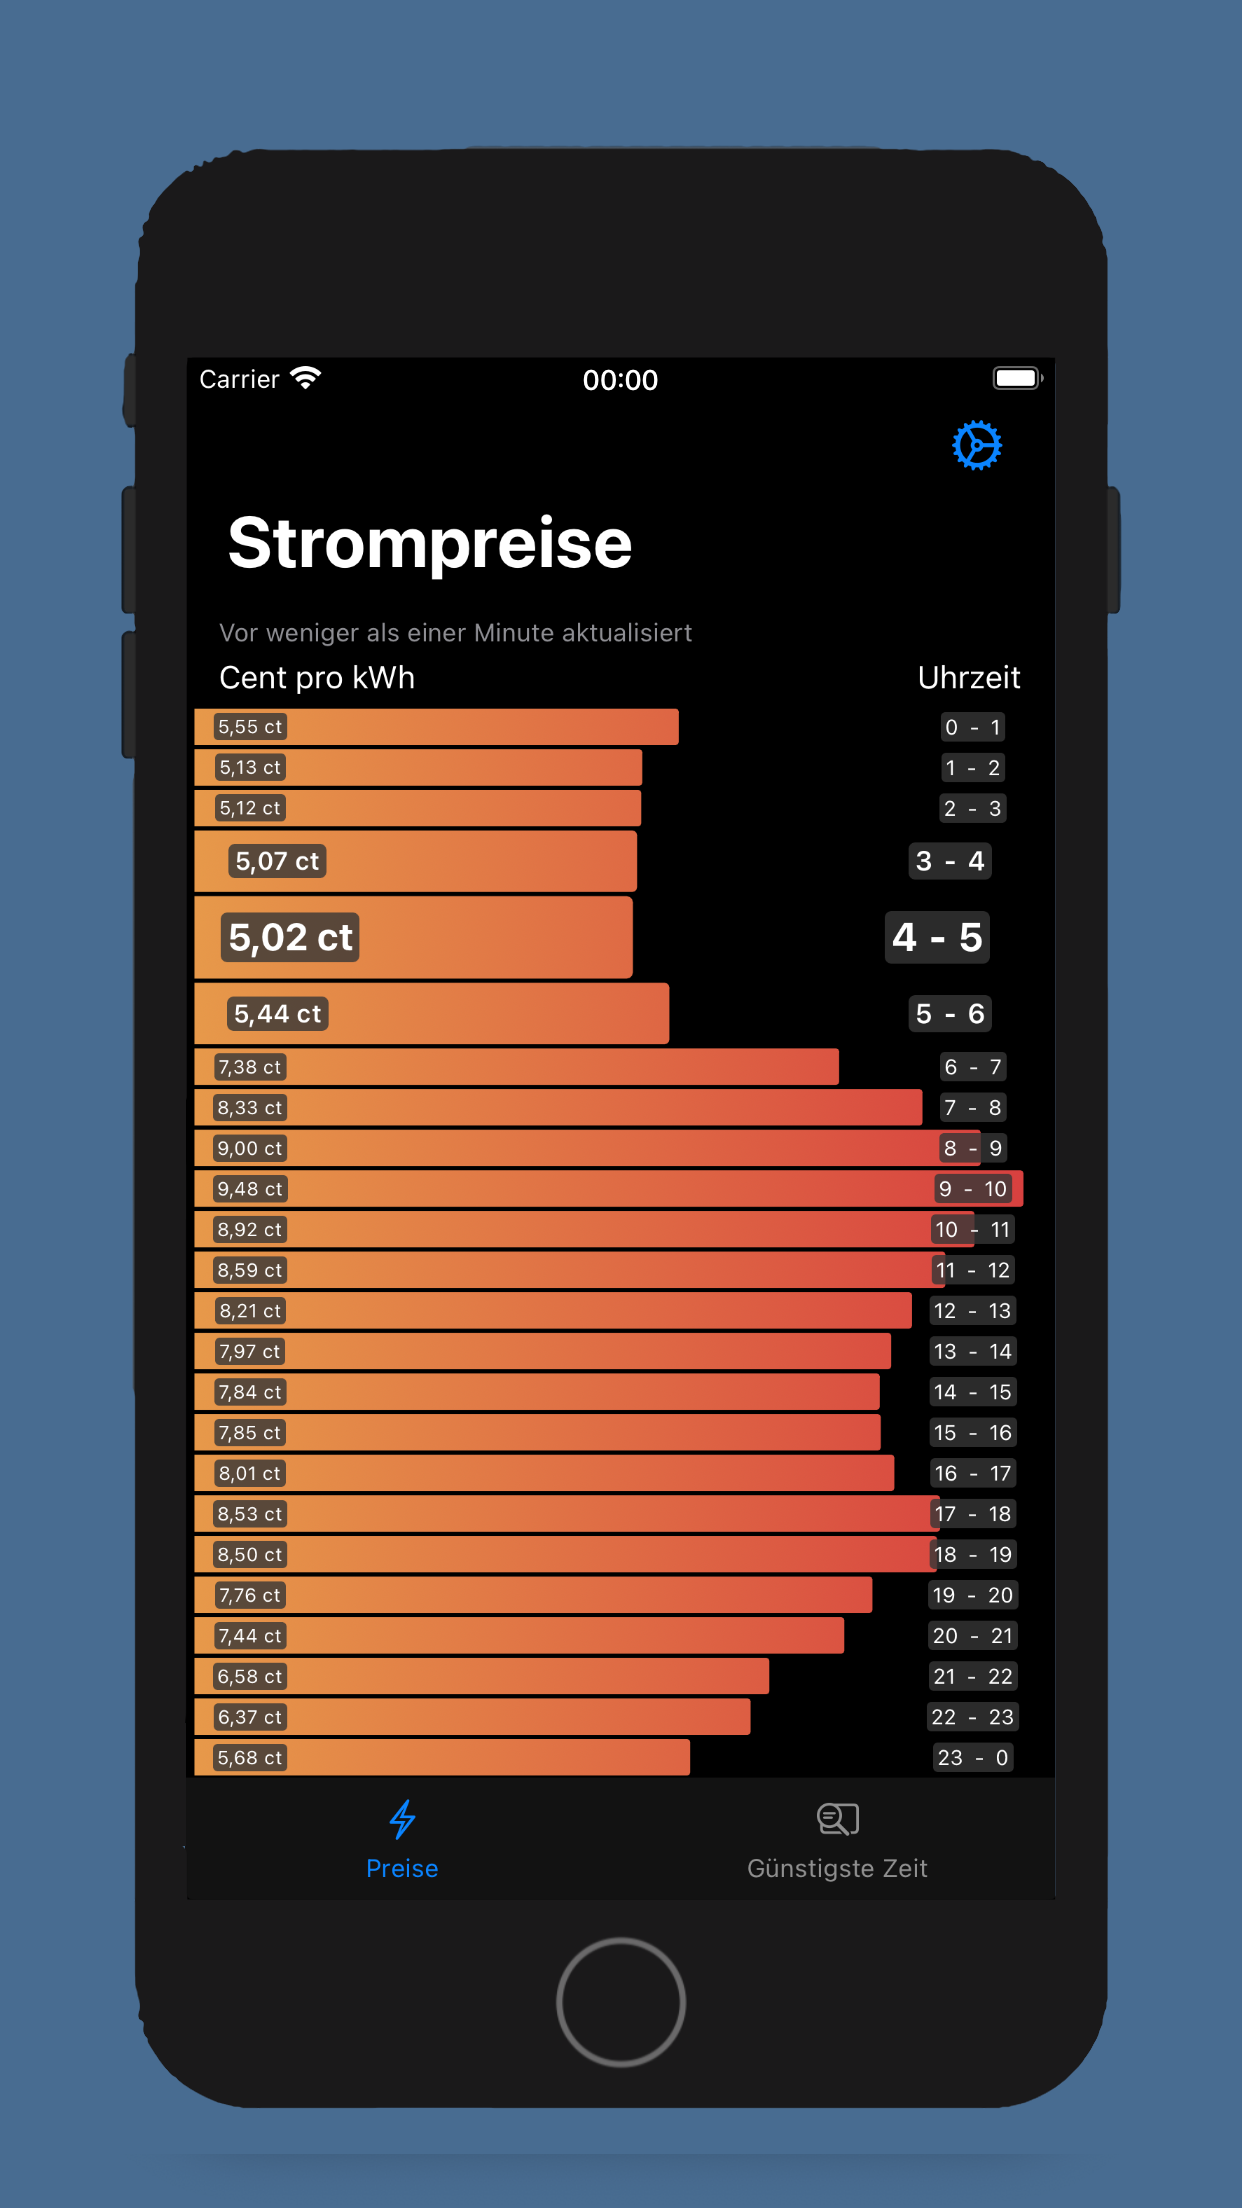 Carrier 00:00
Strompreise
Vor weniger als einer Minute aktualisiert
Cent pro kWh Uhrzeit
5,55 ct 0 - 1
5,13 ct 1 - 2
5,12 ct 2 - 3
5,07 ct 3 - 4
5,02 ct 4 - 5
5,44 ct 5 - 6
7,38 ct 6 - 7
8,33 ct 7 - 8
9,00 ct 8 - 9
9,48 ct 9 - 10
8,92 ct 10 - 11
8,59 ct 11 - 12
8,21 ct 12 - 13
7,97 ct 13 - 14
7,84 ct 14 - 15
7,85 ct 15 - 16
8,01 ct 16 - 17
8,53 ct 17 - 18
8,50 ct 18 - 19
7,76 ct 19 - 20
7,44 ct 20 - 21
6,58 ct 21 - 22
6,37 ct 22 - 23
5,68 ct 23 - 0
Preise Günstigste Zeit